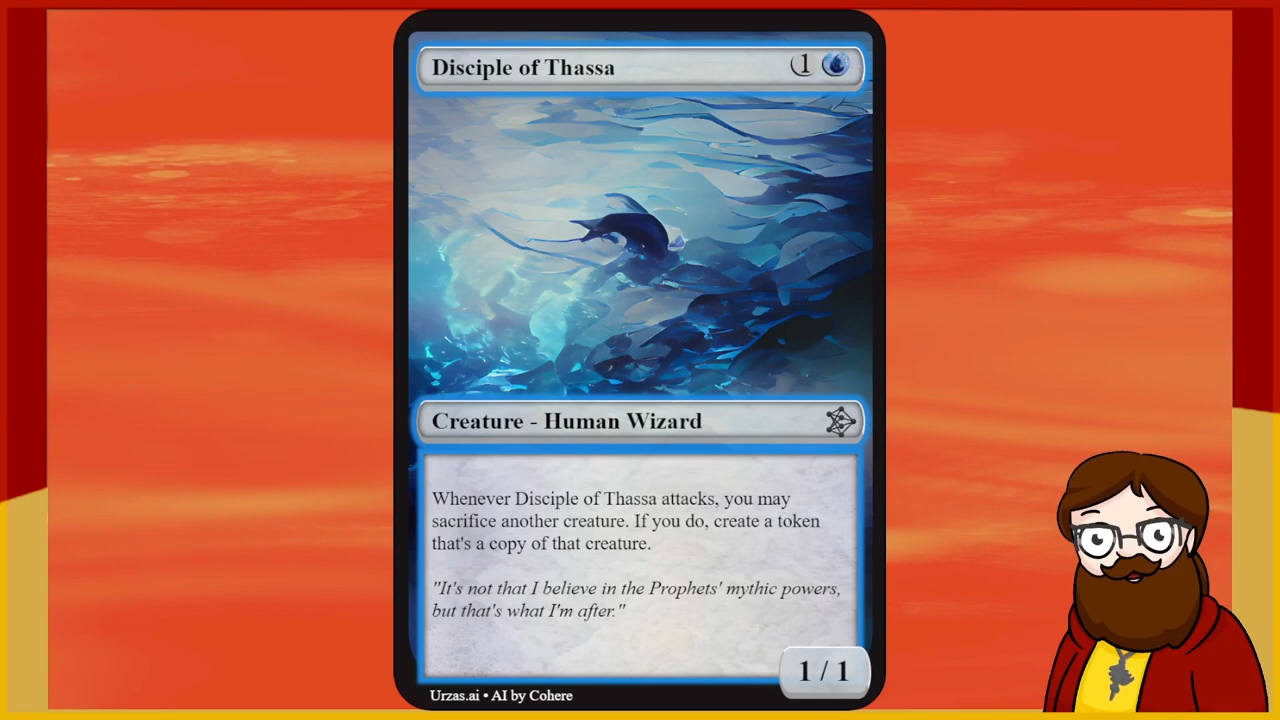 Disciple of Thassa 1
Creature - Human Wizard
Whenever Disciple of Thassa attacks, you may
sacrifice another creature. If you do, create a token
that's a copy of that creature.
"It's not that I believe in the Prophets' mythic powers,
but that's what I'm after."
1 / 1
Urzas.ai • AI by Cohere